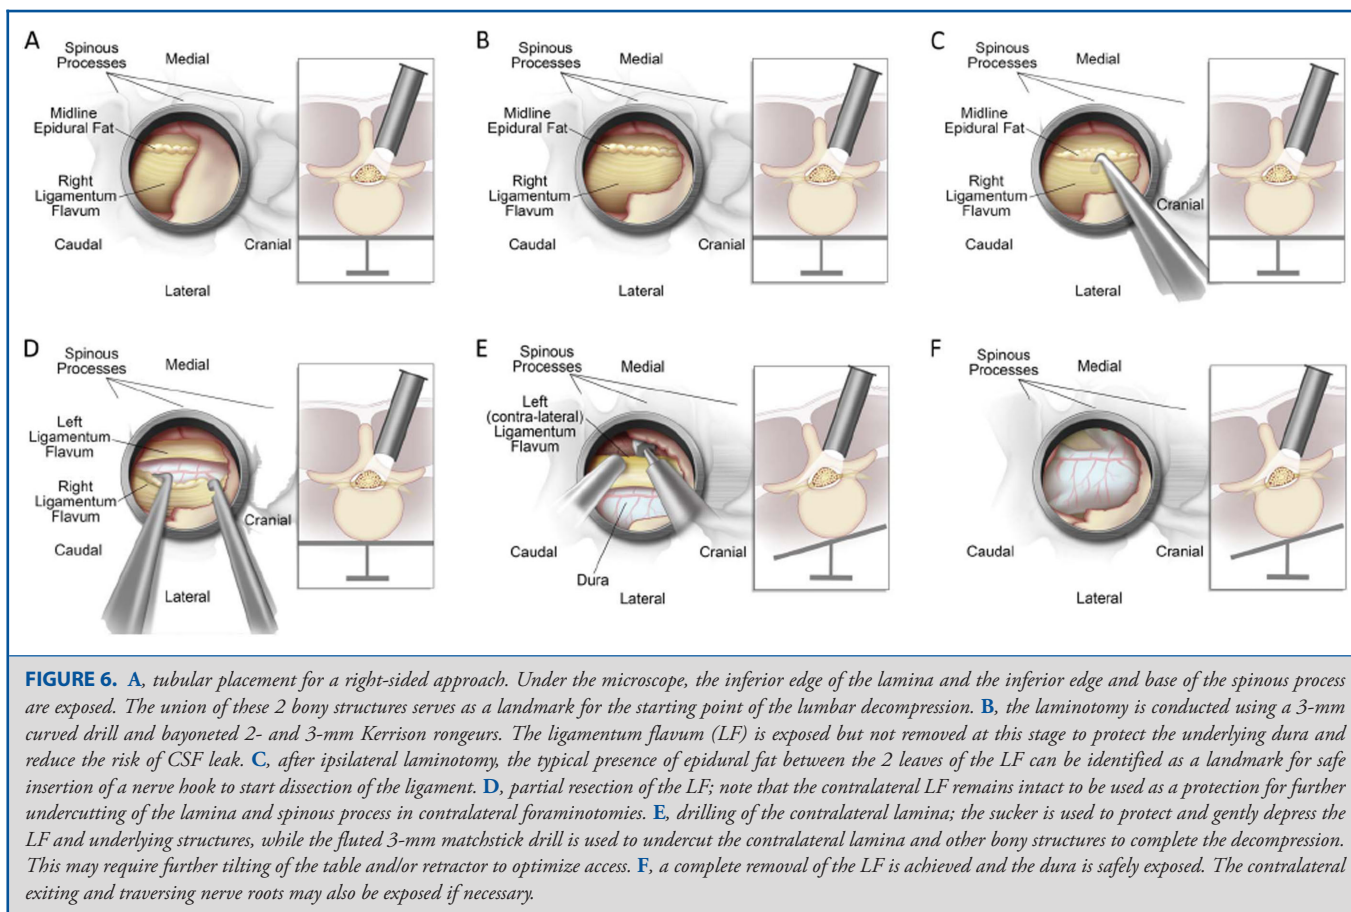 A
Spinous
Processes
Medial
Midline
Epidural Fat
Right
Ligamentum
Flavum
Caudal
Cranial
Lateral
B
Spinous
Processes
Medial
Midline
Epidural Fat
Right
Ligamentum
Flavum
Caudal
Cranial
Lateral
C
Spinous
Processes
Medial
Midline
Epidural Fat
Right
Ligamentum
Flavum
Cranial
Caudal
Lateral
D
Spinous
Processes
Medial
Left
Ligamentum
Flavum
Right
Ligamentum
Flavum
Cranial
Caudal
Lateral
E
Spinous
Processes
Medial
Left
(contra-lateral)
Ligamentum
Flavum
Caudal
Cranial
Dura
Lateral
F
Spinous
Processes
Medial
Caudal
Cranial
Lateral
FIGURE 6. A, tubular placement for a right-sided approach. Under the microscope, the inferior edge of the lamina and the inferior edge and base of the spinous process
are exposed. The union of these 2 bony structures serves as a landmark for the starting point of the lumbar decompression. B, the laminotomy is conducted using a 3-mm
curved drill and bayoneted 2- and 3-mm Kerrison rongeurs. The ligamentum flavum (LF) is exposed but not removed at this stage to protect the underlying dura and
reduce the risk of CSF leak. C, after ipsilateral laminotomy, the typical presence of epidural fat between the 2 leaves of the LF can be identified as a landmark for safe
insertion of a nerve hook to start dissection of the ligament. D, partial resection of the LF; note that the contralateral LF remains intact to be used as a protection for further
undercutting of the lamina and spinous process in contralateral foraminotomies. E, drilling of the contralateral lamina; the sucker is used to protect and gently depress the
LF and underlying structures, while the fluted 3-mm matchstick drill is used to undercut the contralateral lamina and other bony structures to complete the decompression.
This may require further tilting of the table and/or retractor to optimize access. F, a complete removal of the LF is achieved and the dura is safely exposed. The contralateral
exiting and traversing nerve roots may also be exposed if necessary.